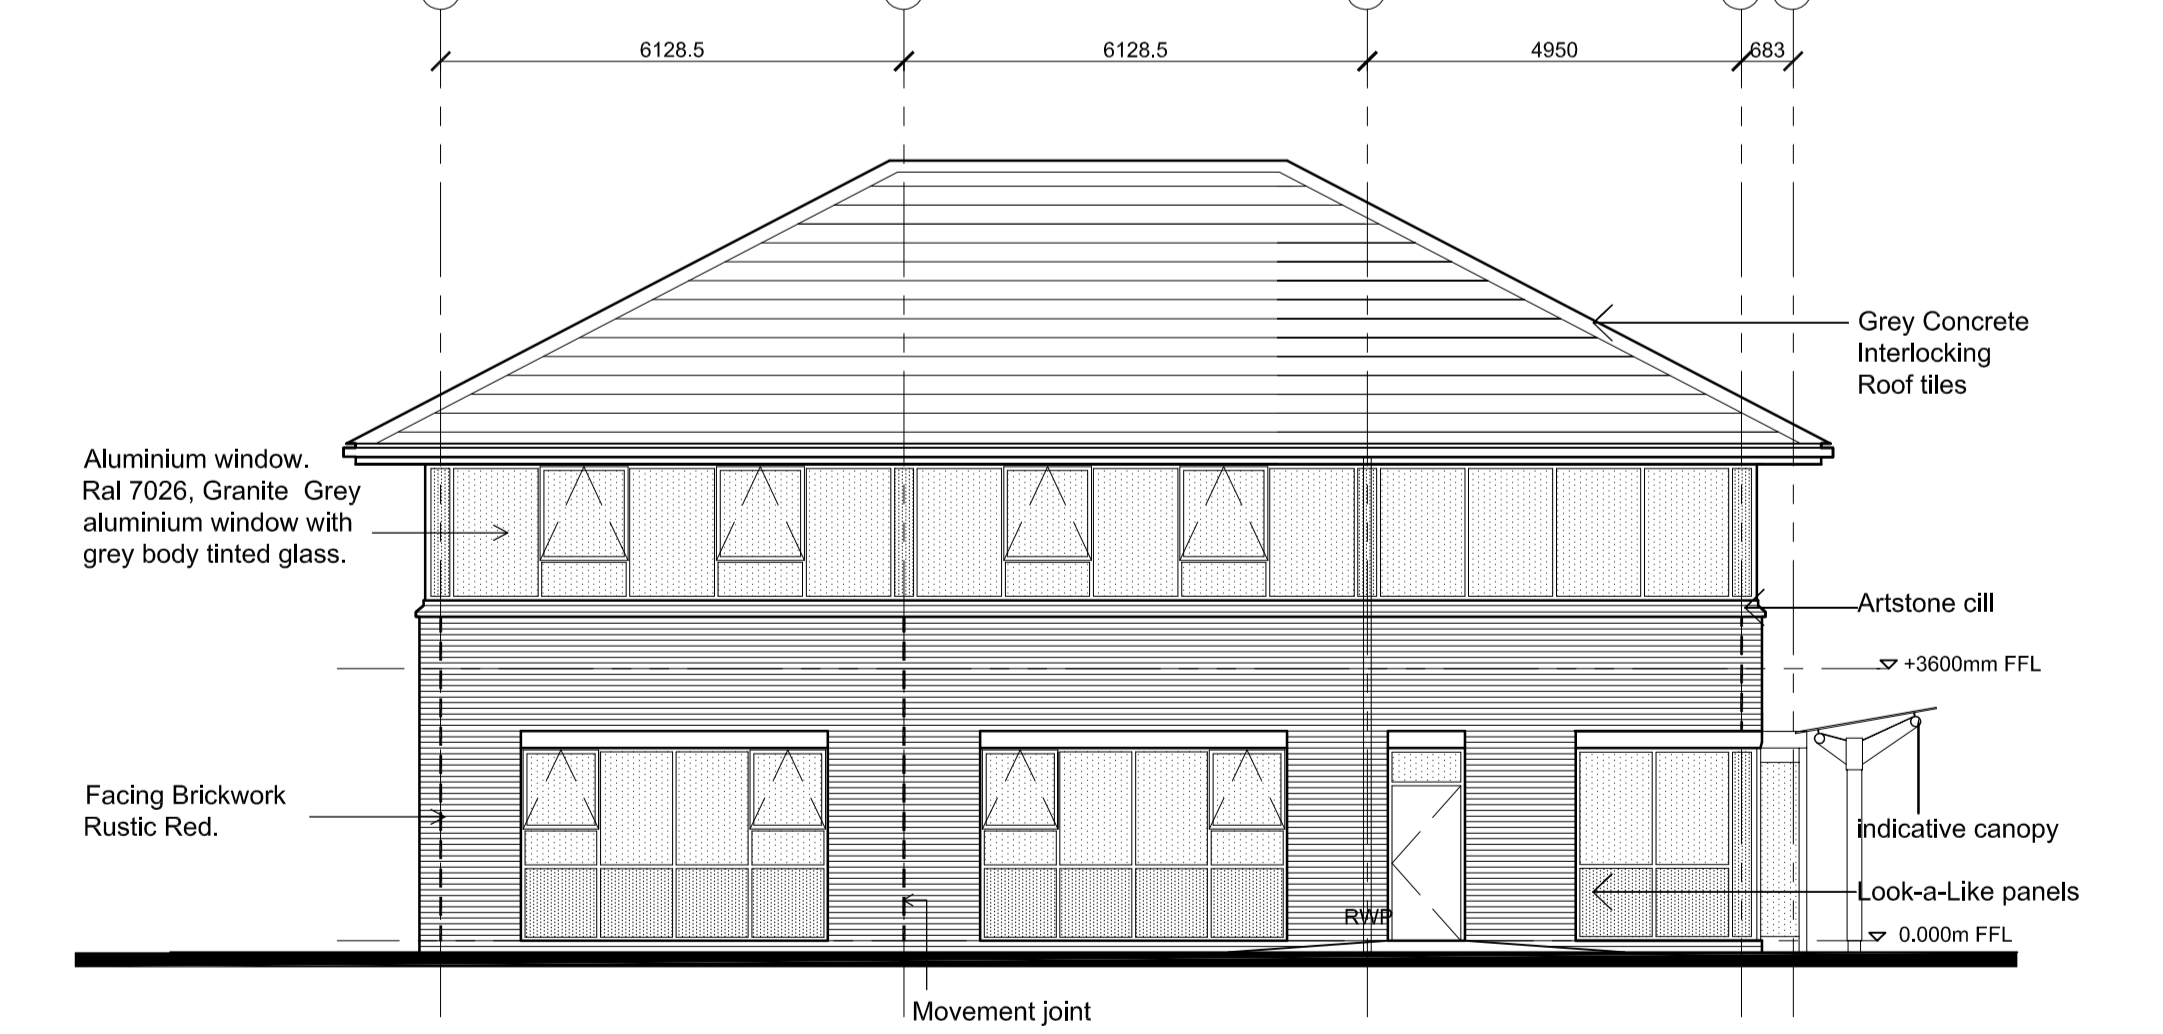 6128.5
6128.5
4950
683
Grey Concrete
Interlocking
Roof tiles
Aluminium window.
Ral 7026, Granite Grey
aluminium window with
grey body tinted glass.
Artstone cill
+3600mm FFL
Facing Brickwork
Rustic Red.
indicative canopy
Look-a-Like panels
RWP
0.000m FFL
Movement joint